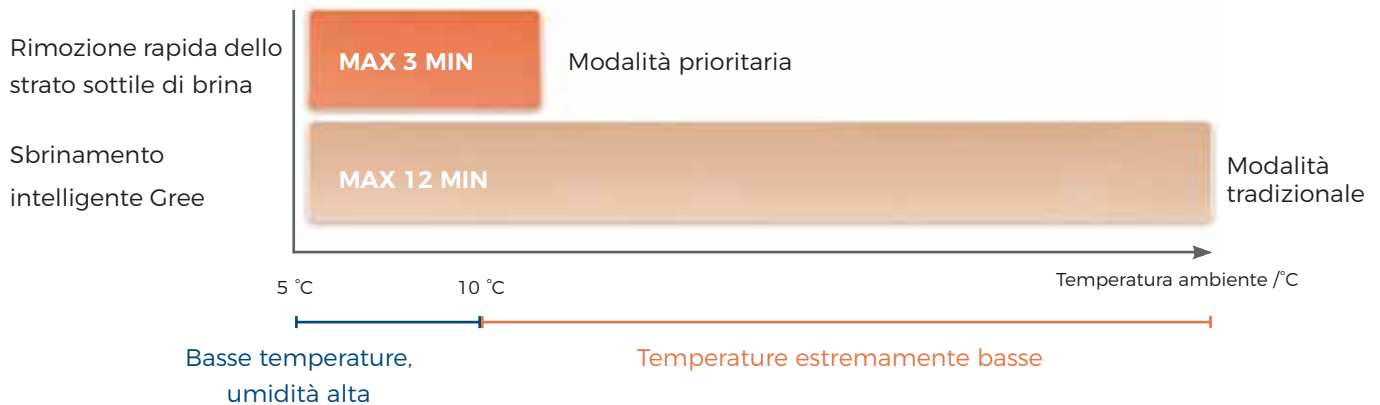 Rimozione rapida dello
strato sottile di brina
MAX 3 MIN
Modalità prioritaria
Sbrinamento
intelligente Gree
MAX 12 MIN
Modalità
tradizionale
5 °C
10 °C
Temperatura ambiente /°C
Basse temperature,
umidità alta
Temperature estremamente basse